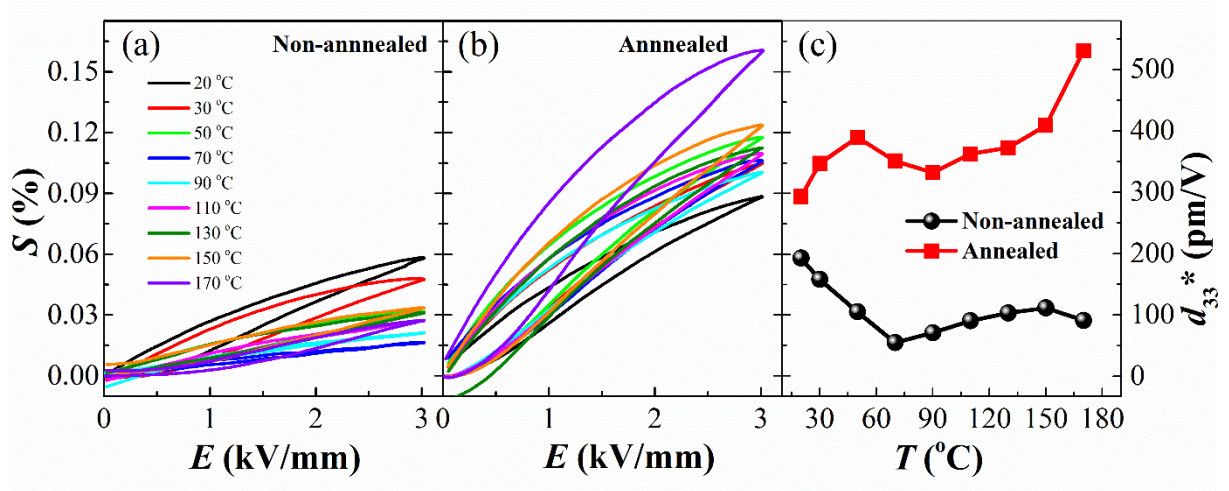 (a)
Non-annnealed
(b)
Annnealed
(c)
S (%)
0.15
0.12
0.09
0.06
0.03
0.00
20 °C
30 °C
50 °C
70 °C
90 °C
110 °C
130 °C
150 °C
170 °C
0 1 2 3
E (kV/mm)
0 1 2 3
E (kV/mm)
Non-annealed
Annealed
30 60 90 120 150 180
T (°C)
500
400
300
200
100
0
d33* (pm/V)